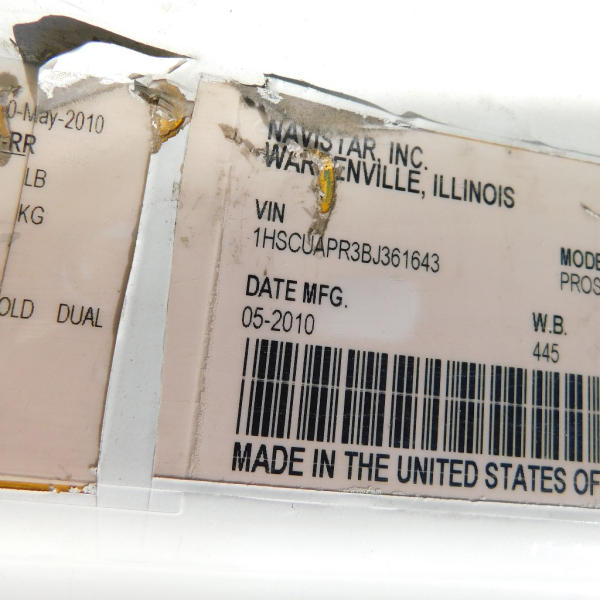 0-May-2010
-RR
LB
KG
OLD DUAL
NAVISTAR, INC.
WARRENVILLE, ILLINOIS
VIN
1HSCUAPR3BJ361643
MODE
PROS
DATE MFG.
05-2010
W.B.
445
MADE IN THE UNITED STATES OF